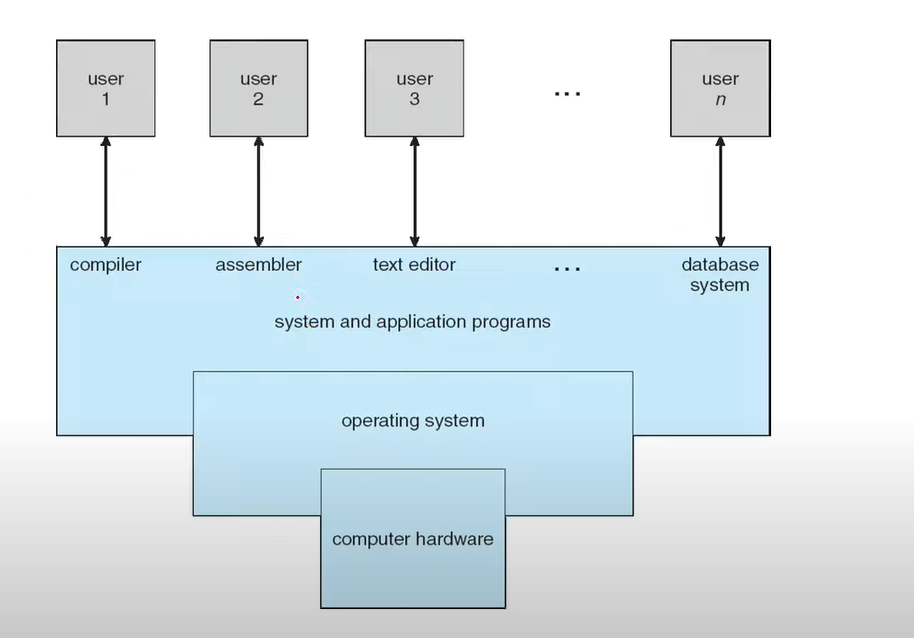 user
1
user
2
user
3
...
user
n
compiler
assembler
text editor
...
database
system
system and application programs
operating system
computer hardware